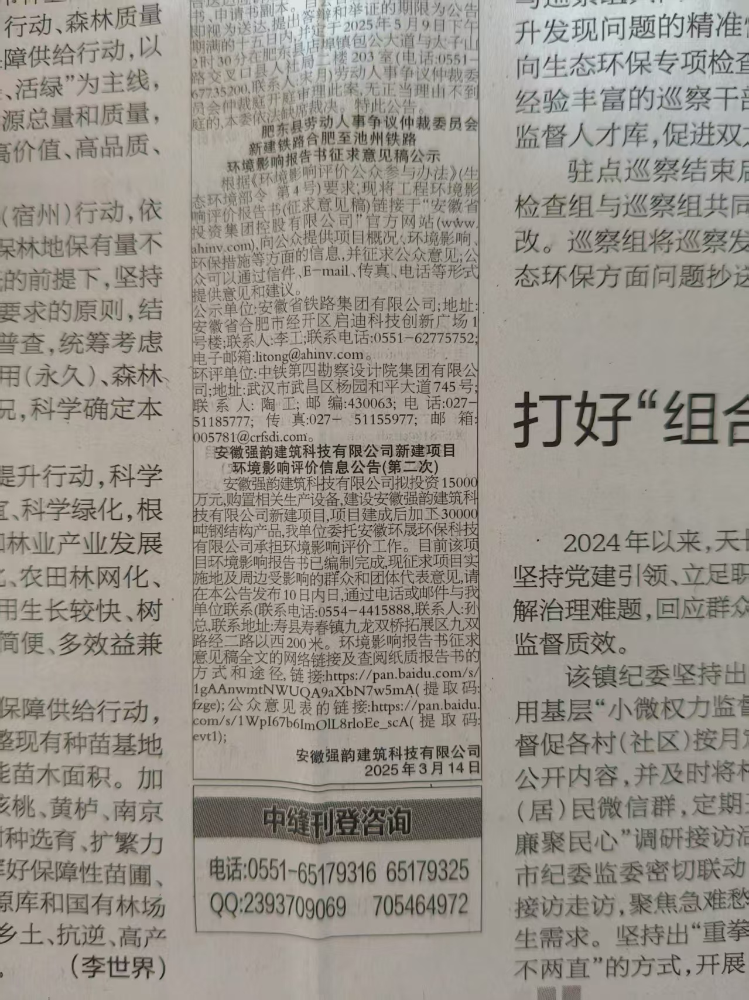 行动、森林质量
障供给行动,以
、活绿”为主线,
源总量和质量,
高价值、高品质、
(宿州)行动,依
保林地保有量不
的前提下,坚持
要求的原则,结
普查,统筹考虑
用(永久)、森林
况,科学确定本
提升行动,科学
宜、科学绿化,根
和林业产业发展
化、农田林网化、
用生长较快、树
简便、多效益兼
保障供给行动,
整现有种苗基地
能苗木面积。加
核桃、黄栌、南京
种选育、扩繁力
好保障性苗圃、
原库和国有林场
乡土、抗逆、高产
(李世界)
书、申请书副本。自公告
即视为送达,提出答辩和举证的期限为公告
期满的十五日内,并定于2025年5月9日下午
2时30分在肥东县店埠镇包公大道与太子山
路交叉口县人社局二楼203室(电话:0551-
67735200,联系人:求月)劳动人事争议仲裁委
员会仲裁庭开庭审理此案,无正当理由不到
庭的,本委依法缺席裁决。特此公告。
肥东县劳动人事争议仲裁委员会
新建铁路合肥至池州铁路
环境影响报告书征求意见稿公示
根据《环境影响评价公众参与办法》(生
态环境部令 第4号)要求;现将工程环境影
响评价报告书(征求意见稿)链接于“安徽省
投资集团控股有限公司”官方网站(www.
ahinv.com),向公众提供项目概况、环境影响、
环保措施等方面的信息,并征求公众意见;公
众可以通过信件、E-mail、传真、电话等形式
提供意见和建议。
公示单位:安徽省铁路集团有限公司;地址:
安徽省合肥市经开区启迪科技创新广场1
号楼;联系人:李工;联系电话:0551-62775752;
电子邮箱:litong@ahinv.com。
环评单位:中铁第四勘察设计院集团有限公
司;地址:武汉市武昌区杨园和平大道745号;
联系人:陶工;邮编:430063;电话:027-
51185777;传真:027- 51155977;邮箱:
005781@crfsdi.com。
安徽强韵建筑科技有限公司新建项目
环境影响评价信息公告(第二次)
安徽强韵建筑科技有限公司拟投资15000
万元,购置相关生产设备,建设安徽强韵建筑科
技有限公司新建项目,项目建成后加工30000
吨钢结构产品,我单位委托安徽环晟环保科技
有限公司承担环境影响评价工作。目前该项
目环境影响报告书已编制完成,现征求项目实
施地及周边受影响的群众和团体代表意见,请
在本公告发布10日内日,通过电话或邮件与我
单位联系(联系电话:0554-4415888,联系人:孙
总,联系地址:寿县寿春镇九龙双桥拓展区九双
路经二路以西200米。环境影响报告书征求
意见稿全文的网络链接及查阅纸质报告书的
方式和途径,链接:https://pan.baidu.com/s/
1gAAnwmtNWUQA9aXbN7w5mA(提取码:
fzge);公众意见表的链接:https://pan.baidu.
com/s/1WpI67b6ImOlL8rloEe_scA(提取码:
evt1);
安徽强韵建筑科技有限公司
2025年3月14日
中缝刊登咨询
电话:0551-65179316 65179325
QQ:2393709069 705464972
升发现问题的精准
向生态环保专项检查
经验丰富的巡察干部
监督人才库,促进双
驻点巡察结束后
检查组与巡察组共同
改。巡察组将巡察发
态环保方面问题抄送
打好“组合
2024年以来,天长
坚持党建引领、立足职
解治理难题,回应群众
监督质效。
该镇纪委坚持出
用基层“小微权力监督
督促各村(社区)按月
公开内容,并及时将村
(居)民微信群,定期
廉聚民心”调研接访活
市纪委监委密切联动
接访走访,聚焦急难愁
生需求。坚持出“重拳
不两直”的方式,开展